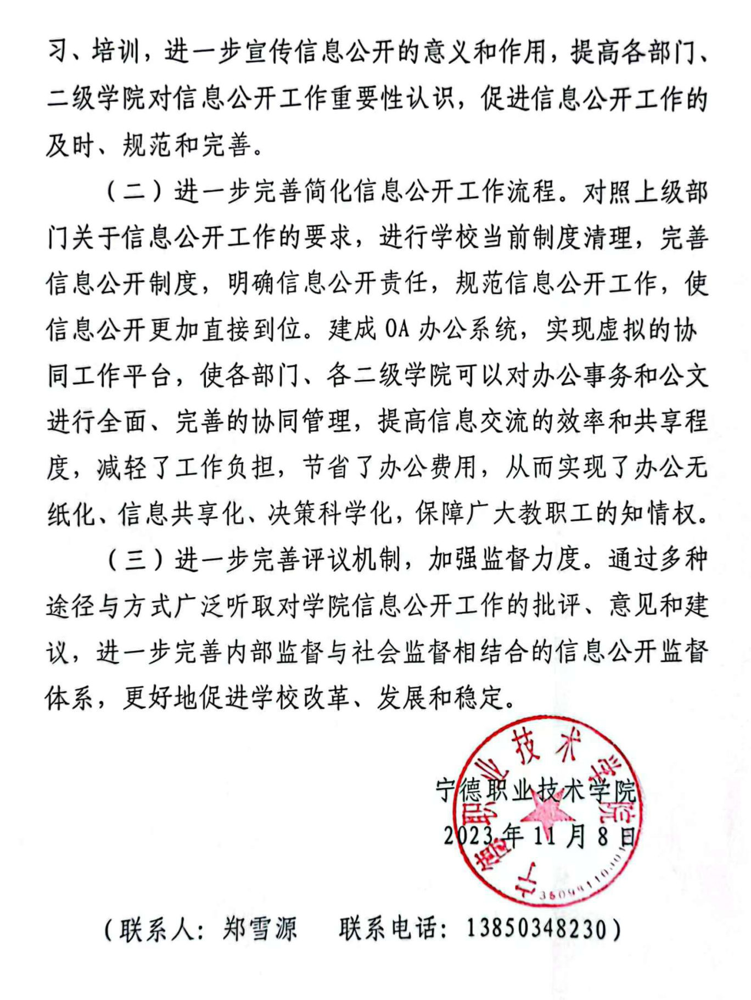 习、培训，进一步宣传信息公开的意义和作用，提高各部门、
二级学院对信息公开工作重要性认识，促进信息公开工作的
及时、规范和完善。
（二）进一步完善简化信息公开工作流程。对照上级部
门关于信息公开工作的要求，进行学校当前制度清理，完善
信息公开制度，明确信息公开责任，规范信息公开工作，使
信息公开更加直接到位。建成 OA 办公系统，实现虚拟的协
同工作平台，使各部门、各二级学院可以对办公事务和公文
进行全面、完善的协同管理，提高信息交流的效率和共享程
度，减轻了工作负担，节省了办公费用，从而实现了办公无
纸化、信息共享化、决策科学化，保障广大教职工的知情权。
（三）进一步完善评议机制，加强监督力度。通过多种
途径与方式广泛听取对学院信息公开工作的批评、意见和建
议，进一步完善内部监督与社会监督相结合的信息公开监督
体系，更好地促进学校改革、发展和稳定。
宁德职业技术学院
宁德职业技术学院
2023 年 11 月 8 日
（联系人：郑雪源 联系电话：13850348230）